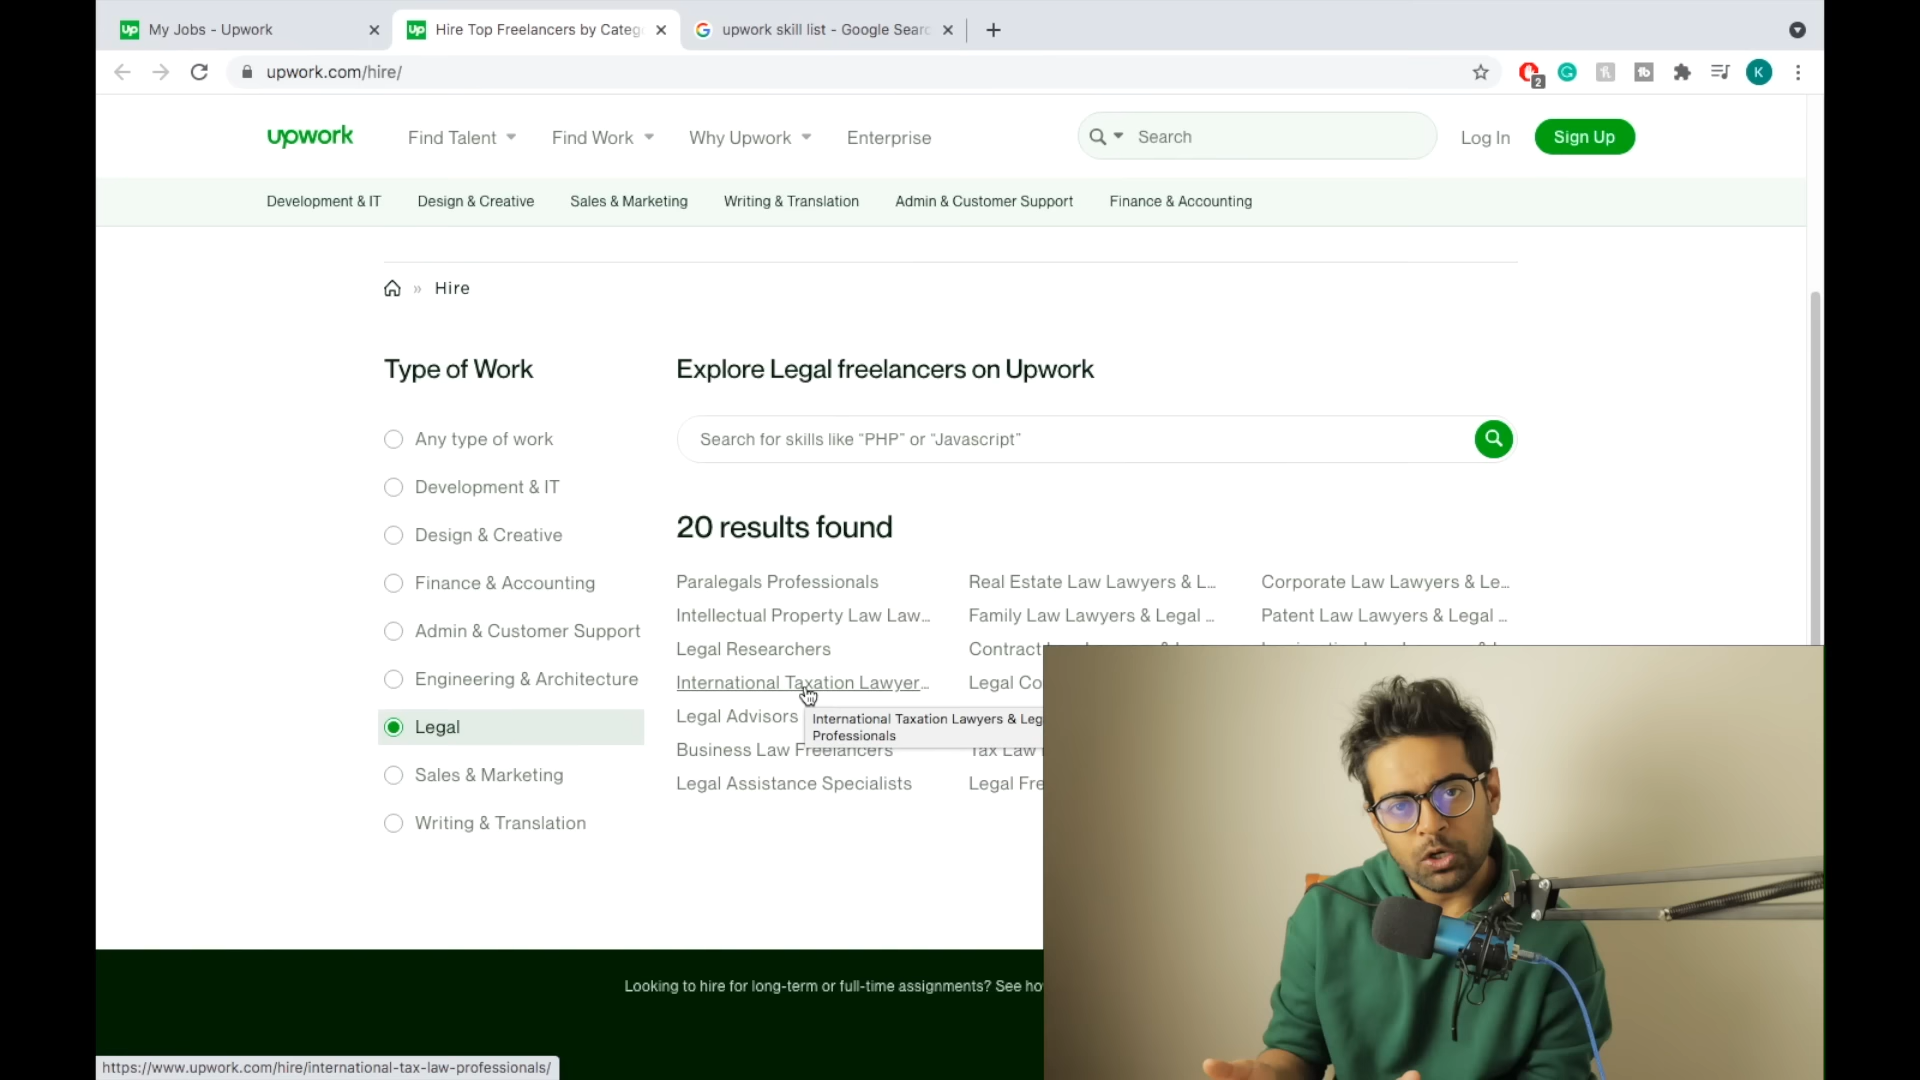 My Jobs - Upwork
Hire Top Freelancers by Categ
upwork skill list - Google Searc
upwork.com/hire/
2
K
upwork
Find Talent
Find Work
Why Upwork
Enterprise
Search
Log In
Sign Up
Development & IT
Design & Creative
Sales & Marketing
Writing & Translation
Admin & Customer Support
Finance & Accounting
» Hire
Type of Work
Any type of work
Development & IT
Design & Creative
Finance & Accounting
Admin & Customer Support
Engineering & Architecture
Legal
Sales & Marketing
Writing & Translation
Explore Legal freelancers on Upwork
Search for skills like “PHP” or “Javascript”
20 results found
Paralegals Professionals
Intellectual Property Law Law...
Legal Researchers
International Taxation Lawyer...
Legal Advisors
Business Law Freelancers
Legal Assistance Specialists
Real Estate Law Lawyers & L...
Family Law Lawyers & Legal ...
Contract
Legal Co
Tax Law
Legal Fre
Corporate Law Lawyers & Le...
Patent Law Lawyers & Legal ...
International Taxation Lawyers & Leg
Professionals
Looking to hire for long-term or full-time assignments? See ho
https://www.upwork.com/hire/international-tax-law-professionals/